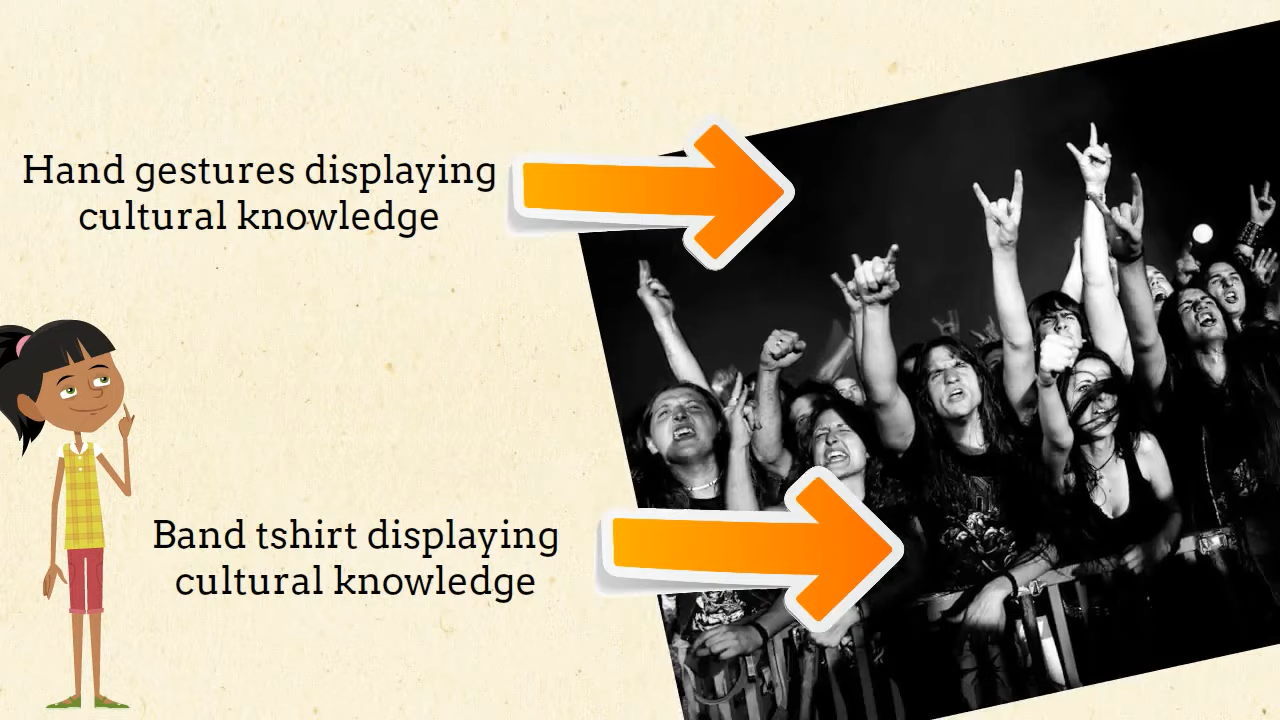 Hand gestures displaying
cultural knowledge
Band tshirt displaying
cultural knowledge